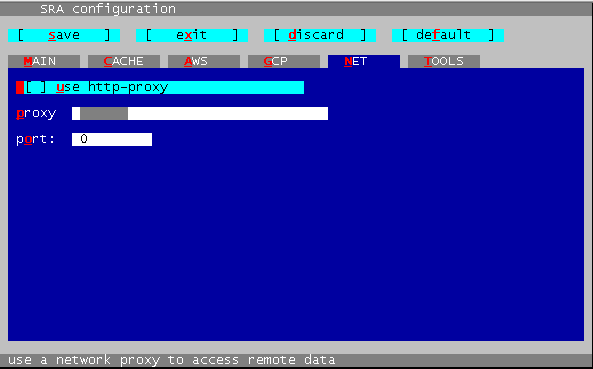 SRA configuration
[ save ] [ exit ] [ discard ] [ default ]
MAIN CACHE AWS GCP NET TOOLS
[ ] use http-proxy
proxy
port: 0
use a network proxy to access remote data